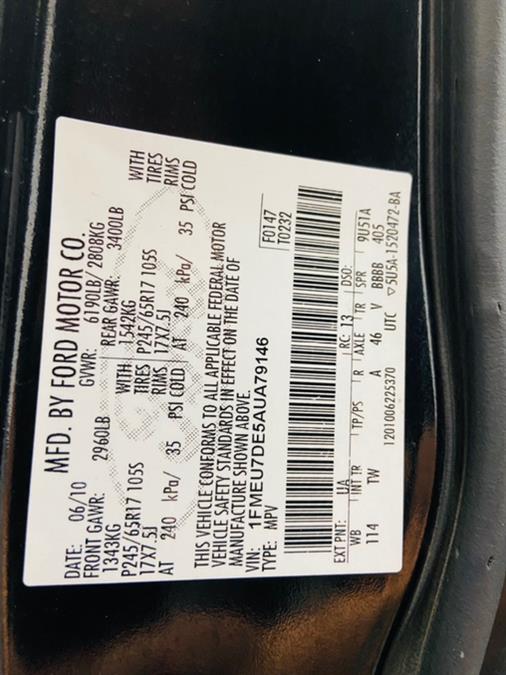 MFD. BY FORD MOTOR CO.
DATE: 06/10 GVWR: 6190LB/ 2808KG
FRONT GAWR: 2960LB REAR GAWR: 3400LB
1343KG WITH 1542KG WITH
P245/65R17 105S TIRES P245/65R17 105S TIRES
17X7.5J RIMS 17X7.5J RIMS
AT 240 kPa/ 35 PSI COLD AT 240 kPa/ 35 PSI COLD
THIS VEHICLE CONFORMS TO ALL APPLICABLE FEDERAL MOTOR
VEHICLE SAFETY STANDARDS IN EFFECT ON THE DATE OF
MANUFACTURE SHOWN ABOVE.
VIN: 1FMEU7DE5AUA79146 F0147
TYPE: MPV T0232
EXT PNT: UA RC: 13 DSO:
WB INT TR TP/PS R AXLE TR SPR 9U51A
114 TW A 46 V BBBB 405
1201006225370 UTC ▽5U5A-1520472-BA